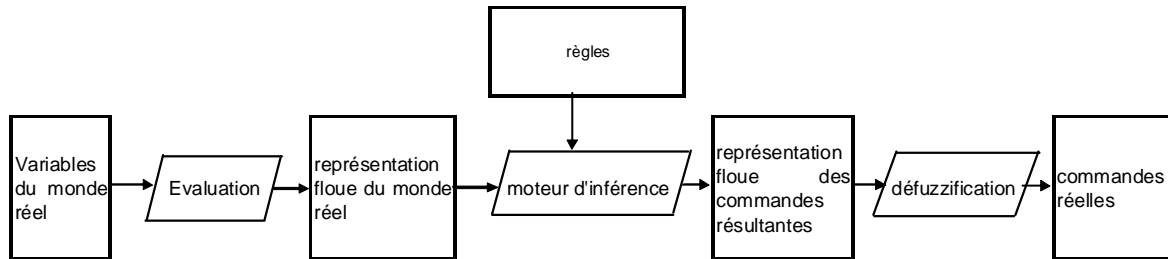 règles
Variables
du monde
réel
Evaluation
représentation
floue du monde
réel
moteur d'inférence
représentation
floue des
commandes
résultantes
défuzzification
commandes
réelles